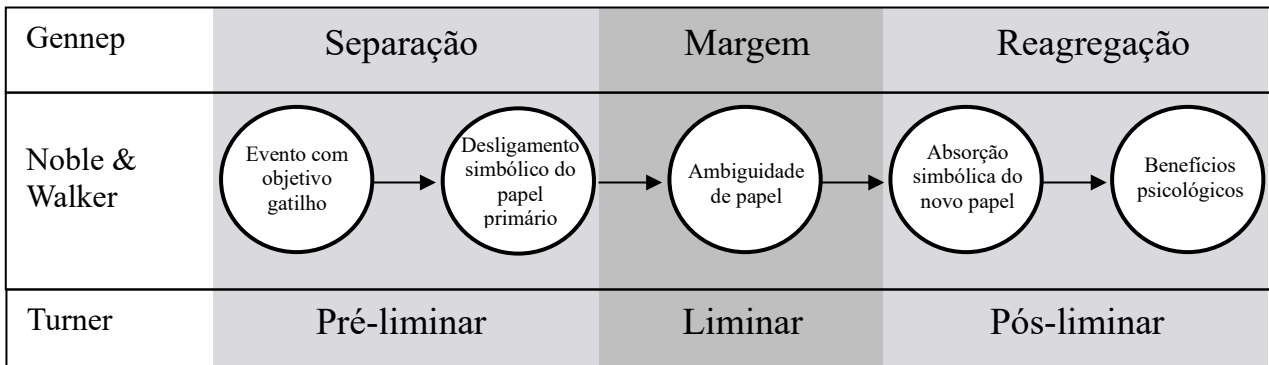 Gennep
Separação
Margem
Reagregação
Noble &
Walker
Evento com
objetivo
gatilho
Desligamento
simbólico do
papel
primário
Ambiguidade
de papel
Absorção
simbólica do
novo papel
Benefícios
psicológicos
Turner
Pré-liminar
Liminar
Pós-liminar